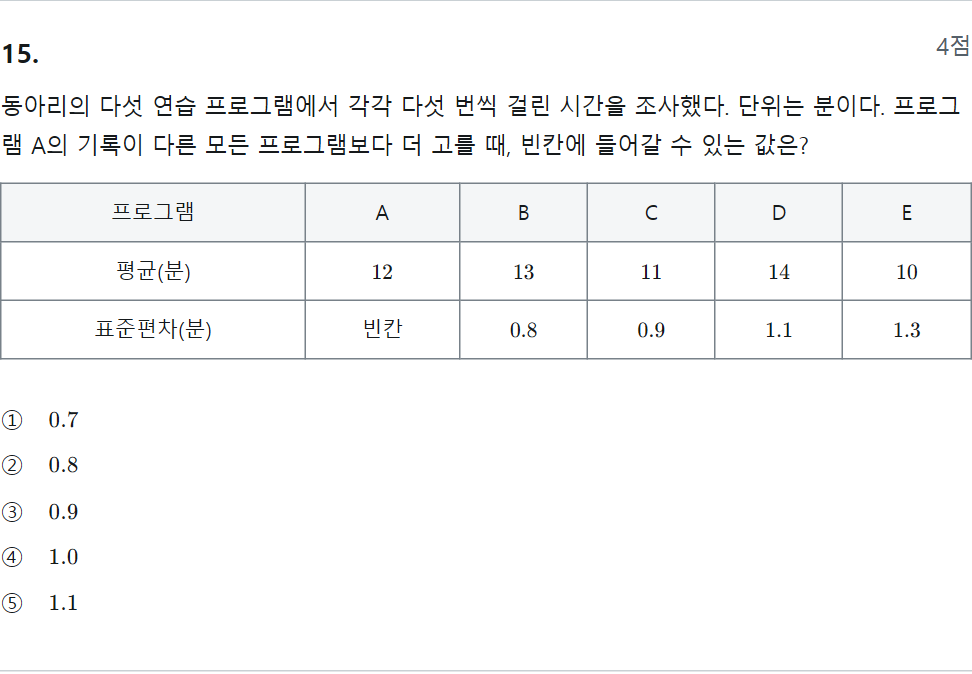 15.
4점
동아리의 다섯 연습 프로그램에서 각각 다섯 번씩 걸린 시간을 조사했다. 단위는 분이다. 프로그
램 A의 기록이 다른 모든 프로그램보다 더 고를 때, 빈칸에 들어갈 수 있는 값은?
프로그램 A B C D E
평균(분) 12 13 11 14 10
표준편차(분) 빈칸 0.8 0.9 1.1 1.3
① 0.7
② 0.8
③ 0.9
④ 1.0
⑤ 1.1